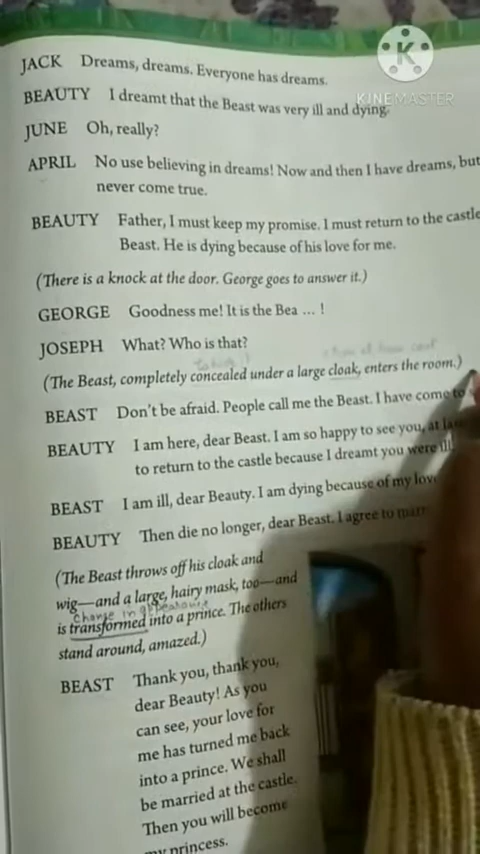 K
KINEMASTER
JACK Dreams, dreams. Everyone has dreams.
BEAUTY I dreamt that the Beast was very ill and dying.
JUNE Oh, really?
APRIL No use believing in dreams! Now and then I have dreams, but
never come true.
BEAUTY Father, I must keep my promise. I must return to the castle
Beast. He is dying because of his love for me.
(There is a knock at the door. George goes to answer it.)
GEORGE Goodness me! It is the Bea ... !
JOSEPH What? Who is that?
(The Beast, completely concealed under a large cloak, enters the room.)
BEAST Don't be afraid. People call me the Beast. I have come to
BEAUTY I am here, dear Beast. I am so happy to see you, at
to return to the castle because I dreamt you were ill
BEAST I am ill, dear Beauty. I am dying because of my
BEAUTY Then die no longer, dear Beast. I agree to
(The Beast throws off his cloak and
wig—and a large, hairy mask, too—and
Change in appearance
is transformed into a prince. The others
stand around, amazed.)
BEAST Thank you, thank you,
dear Beauty! As you
can see, your love for
me has turned me back
into a prince. We shall
be married at the castle.
Then you will become
my princess.